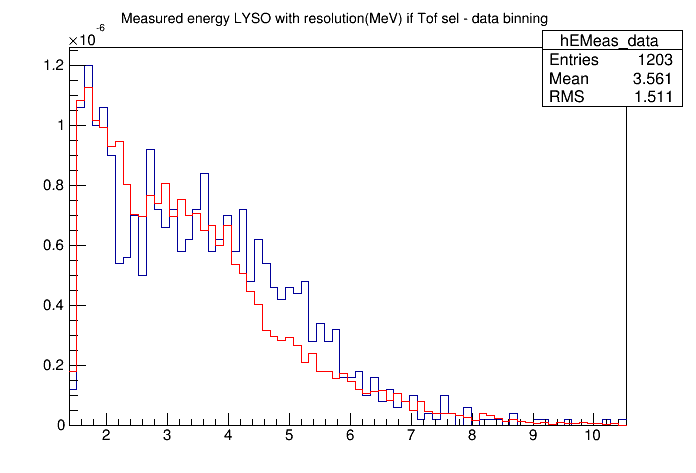 Measured energy LYSO with resolution(MeV) if Tof sel - data binning
×10-6
hEMeas_data
Entries 1203
Mean 3.561
RMS 1.511
1.2
1
0.8
0.6
0.4
0.2
0
2 3 4 5 6 7 8 9 10